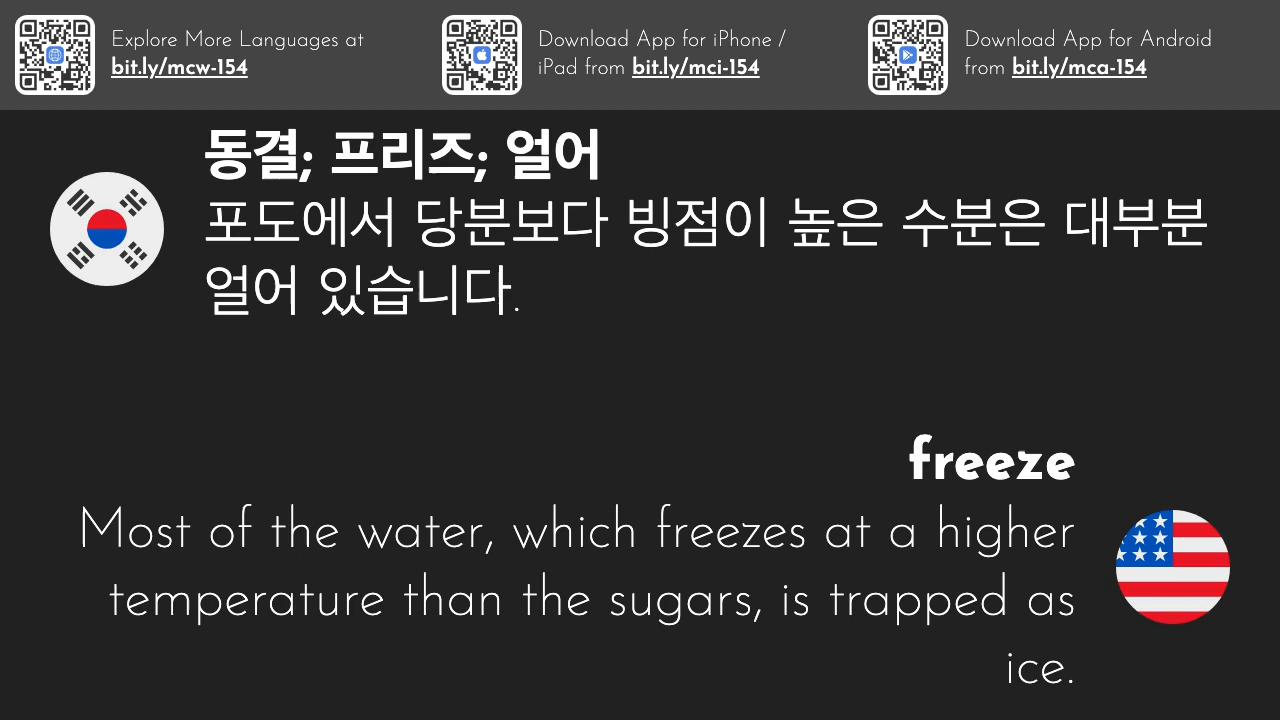 Explore More Languages at
bit.ly/mcw-154
Download App for iPhone /
iPad from bit.ly/mci-154
Download App for Android
from bit.ly/mca-154
동결; 프리즈; 얼어
포도에서 당분보다 빙점이 높은 수분은 대부분
얼어 있습니다.
freeze
Most of the water, which freezes at a higher
temperature than the sugars, is trapped as
ice.